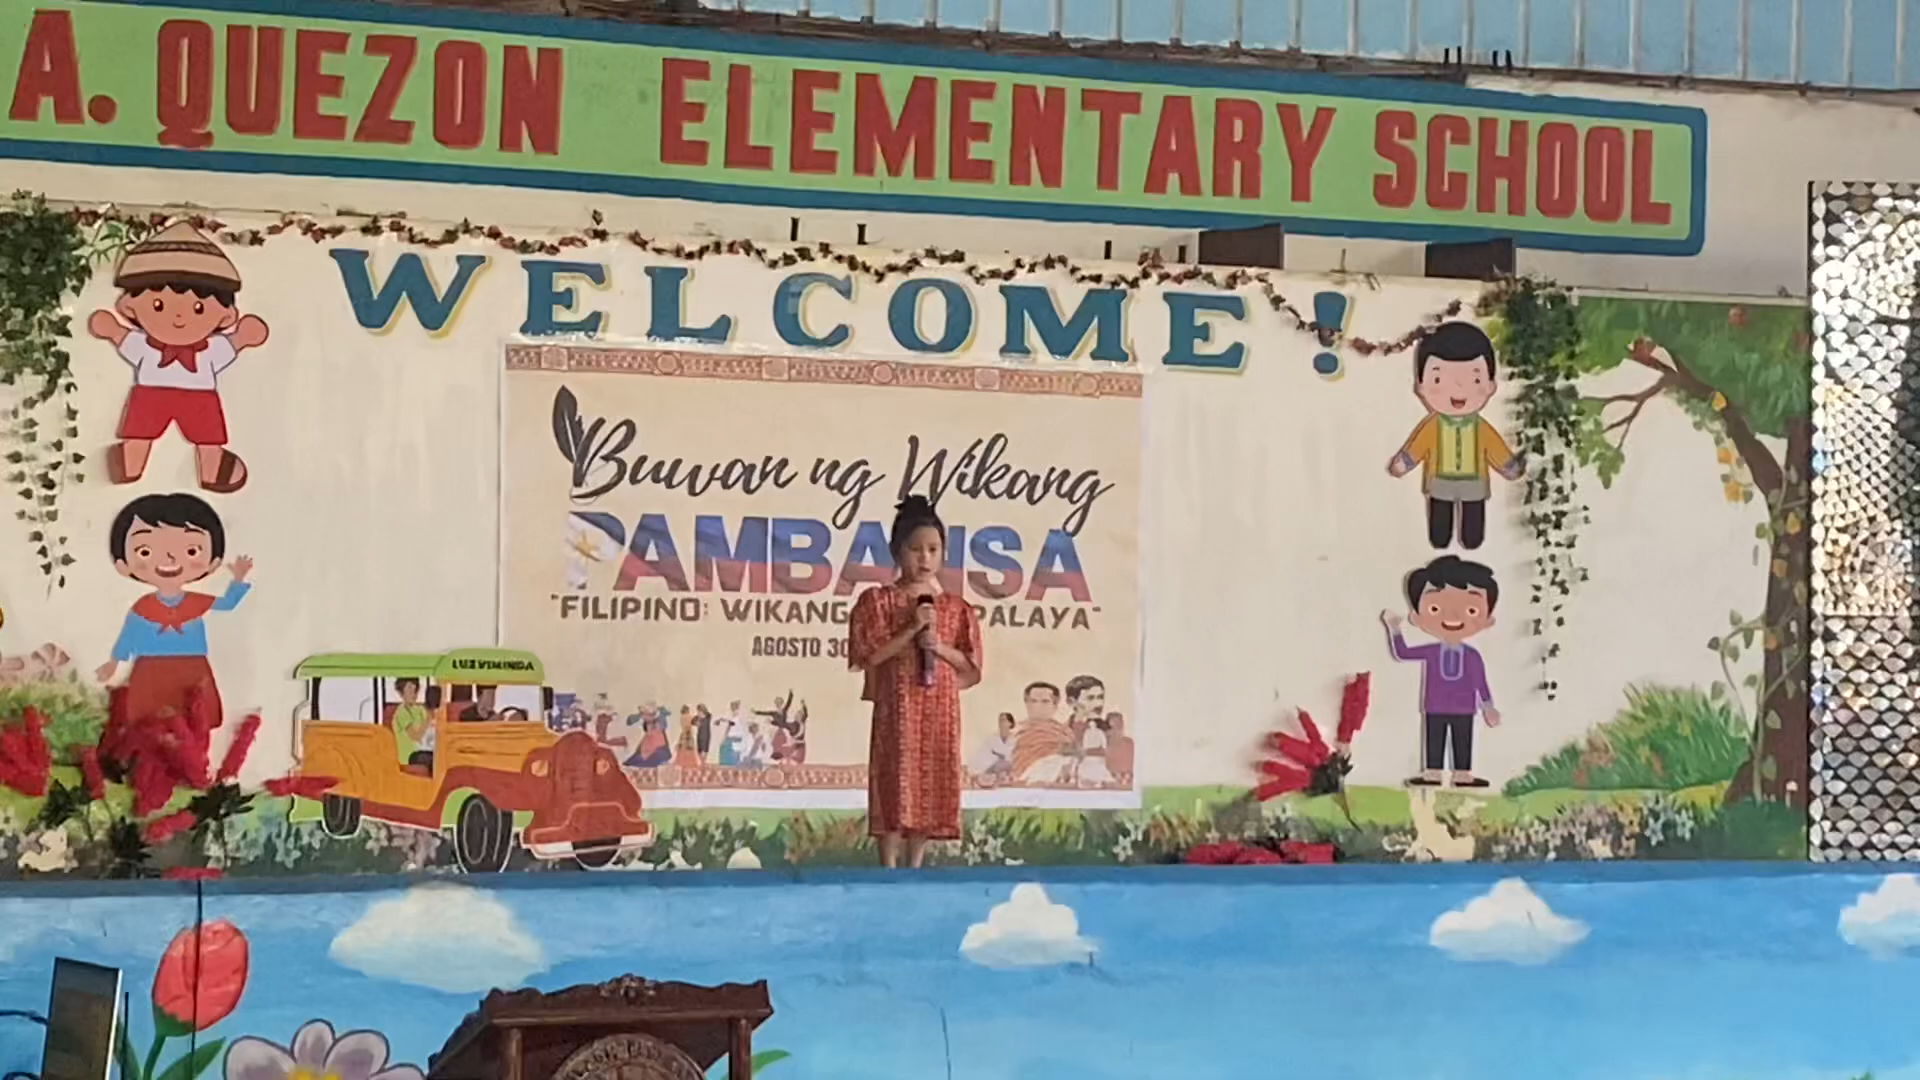 A. QUEZON ELEMENTARY SCHOOL
WELCOME!
Buwan ng Wikang
PAMBANSA
"FILIPINO: WIKANG PALAYA"
AGOSTO 30
LUZVIMINDA